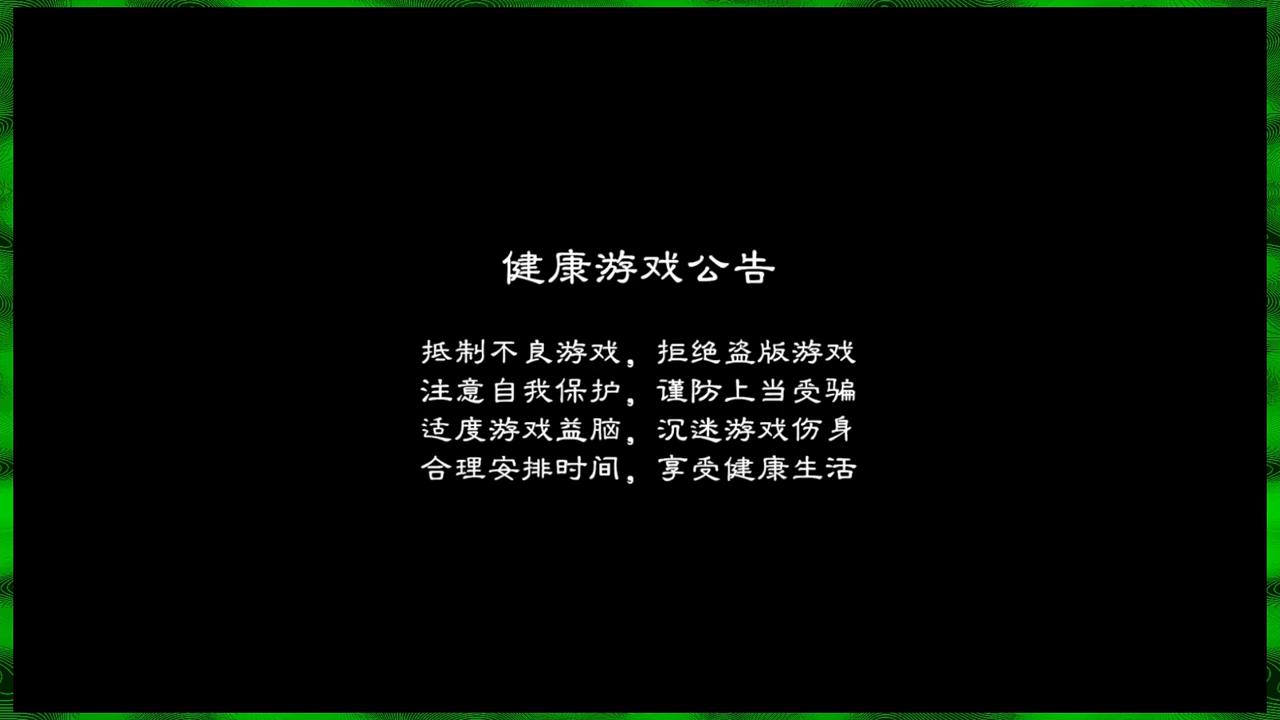 健康游戏公告
抵制不良游戏，拒绝盗版游戏
注意自我保护，谨防上当受骗
适度游戏益脑，沉迷游戏伤身
合理安排时间，享受健康生活